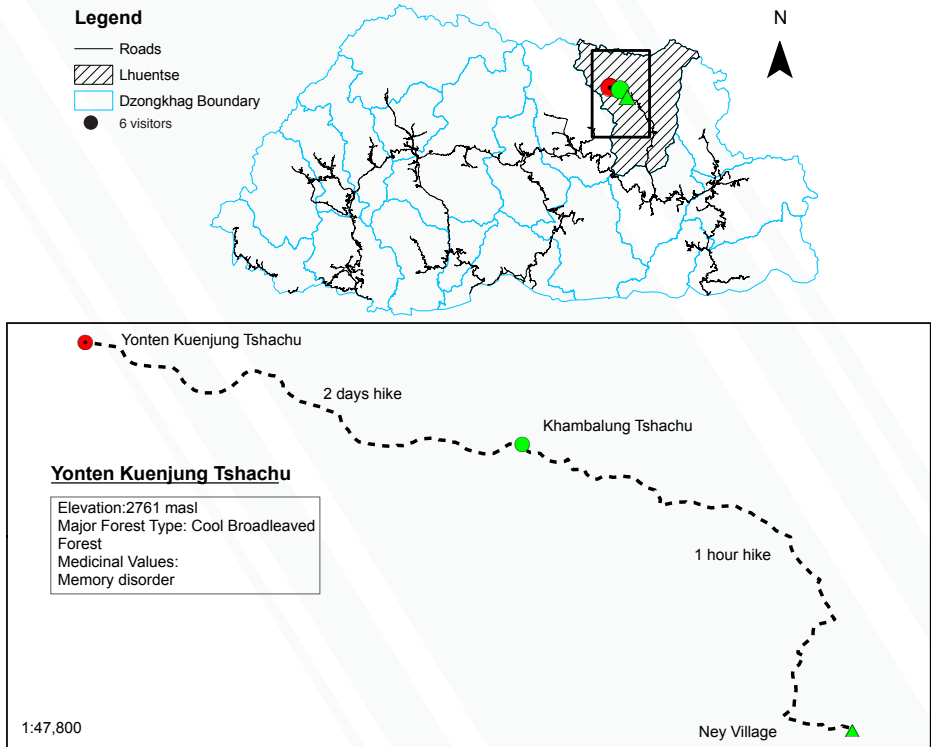 Legend
Roads
Lhuentse
Dzongkhag Boundary
6 visitors
N
Yonten Kuenjung Tshachu
2 days hike
Khambalung Tshachu
Yonten Kuenjung Tshachu
Elevation:2761 masl
Major Forest Type: Cool Broadleaved
Forest
Medicinal Values:
Memory disorder
1 hour hike
1:47,800
Ney Village